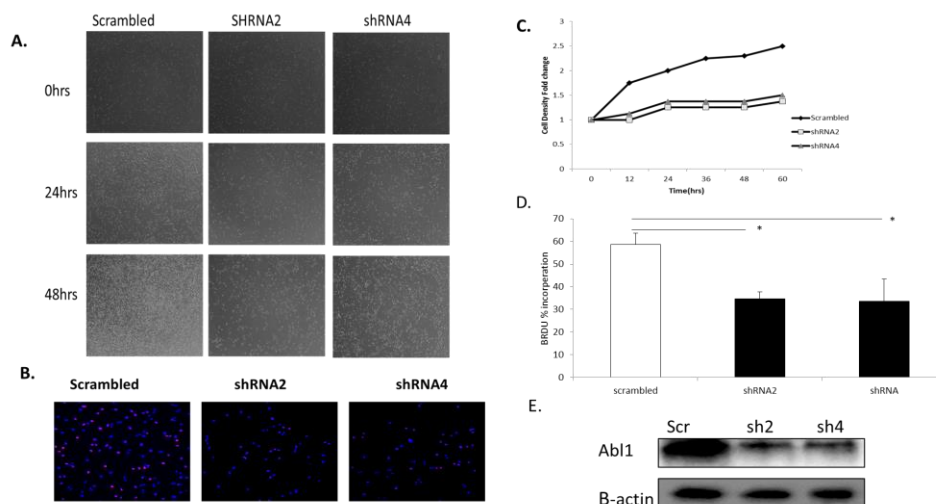 A.
Scrambled SHRNA2 shRNA4
0hrs
24hrs
48hrs
B.
Scrambled shRNA2 shRNA4
C.
Cell Density Fold change
3
2.5
2
1.5
1
0.5
0
0 12 24 36 48 60
Time(hrs)
Scrambled
shRNA2
shRNA4
D.
BRDU % incorperation
70
60
50
40
30
20
10
0
* *
scrambled shRNA2 shRNA
E.
Scr sh2 sh4
Abl1
B-actin